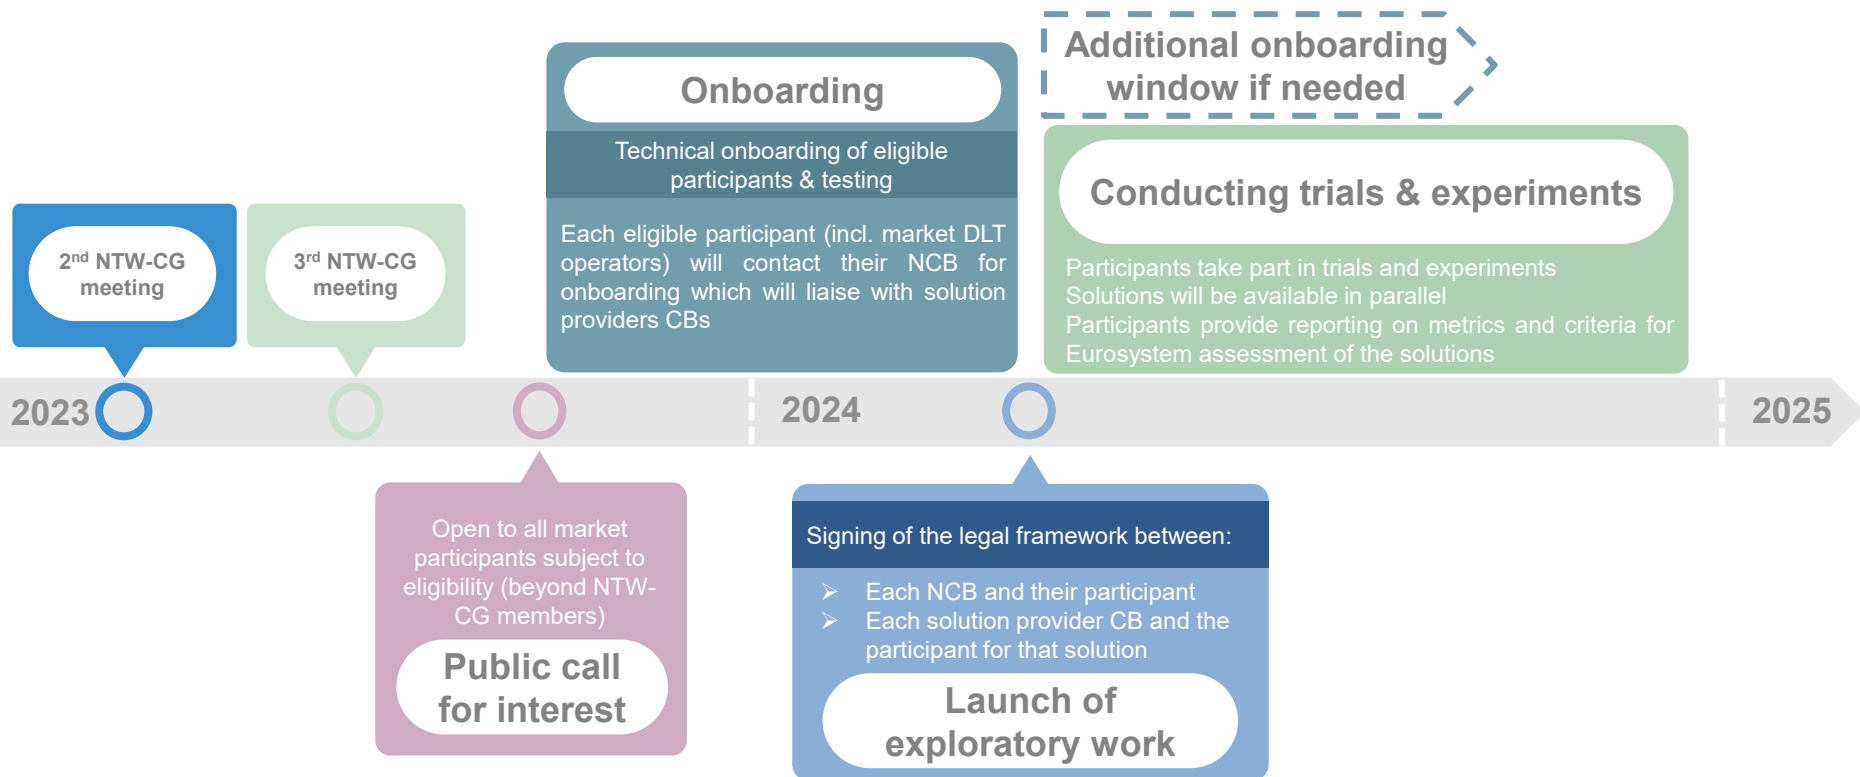 Additional onboarding
window if needed
Onboarding
Technical onboarding of eligible
participants & testing
Each eligible participant (incl. market DLT
operators) will contact their NCB for
onboarding which will liaise with solution
providers CBs
Conducting trials & experiments
Participants take part in trials and experiments
Solutions will be available in parallel
Participants provide reporting on metrics and criteria for
Eurosystem assessment of the solutions
2nd NTW-CG
meeting
3rd NTW-CG
meeting
2023
2024
2025
Open to all market
participants subject to
eligibility (beyond NTW-
CG members)
Public call
for interest
Signing of the legal framework between:
➢ Each NCB and their participant
➢ Each solution provider CB and the
participant for that solution
Launch of
exploratory work